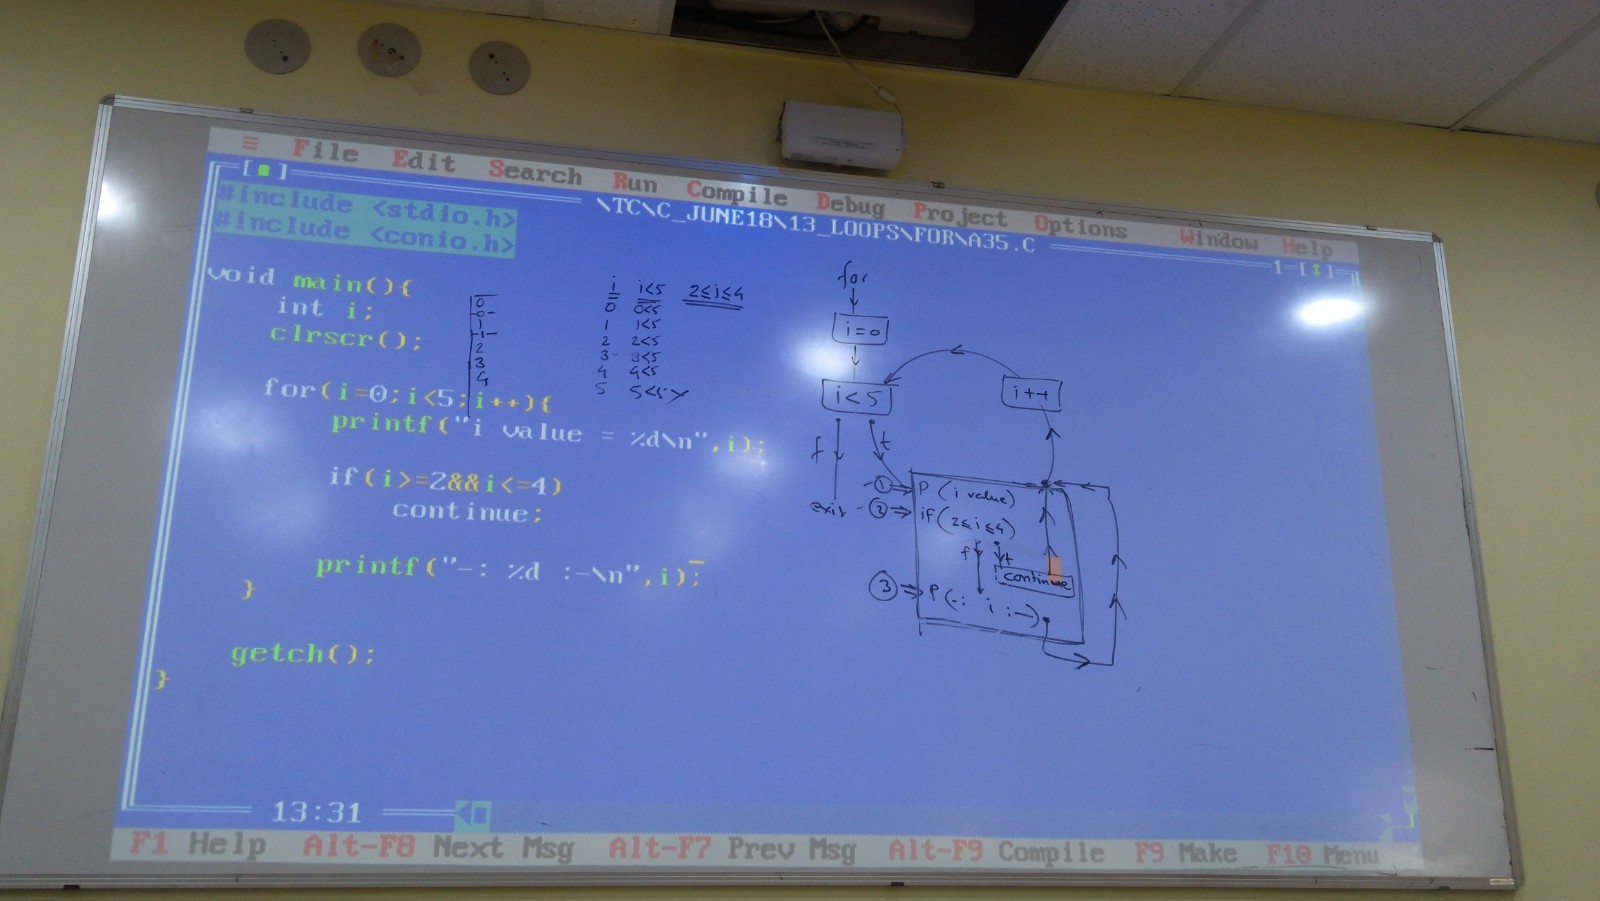 ≡ File Edit Search Run Compile Debug Project Options Window Help
\TC\C_JUNE18\13_LOOPS\FOR\A35.C
1=[↕]
#include <stdio.h>
#include <conio.h>
void main(){
int i;
clrscr();
for(i=0;i<5;i++){
printf("i value = %d\n",i);
if(i>=2&&i<=4)
continue;
printf("-: %d :-\n",i);
}
getch();
}
0
-0-
1
-1-
2
3
4
i i<5 2≤i≤4
0 0<5
1 1<5
2 2<5
3 3<5
4 4<5
5 5<5 x
for
i=0
i<5
i++
f t
exit
① P (i value)
② if (2≤i≤4)
f t
continue
③ P(-: i :-)
13:31
F1 Help Alt-F8 Next Msg Alt-F7 Prev Msg Alt-F9 Compile F9 Make F10 Menu